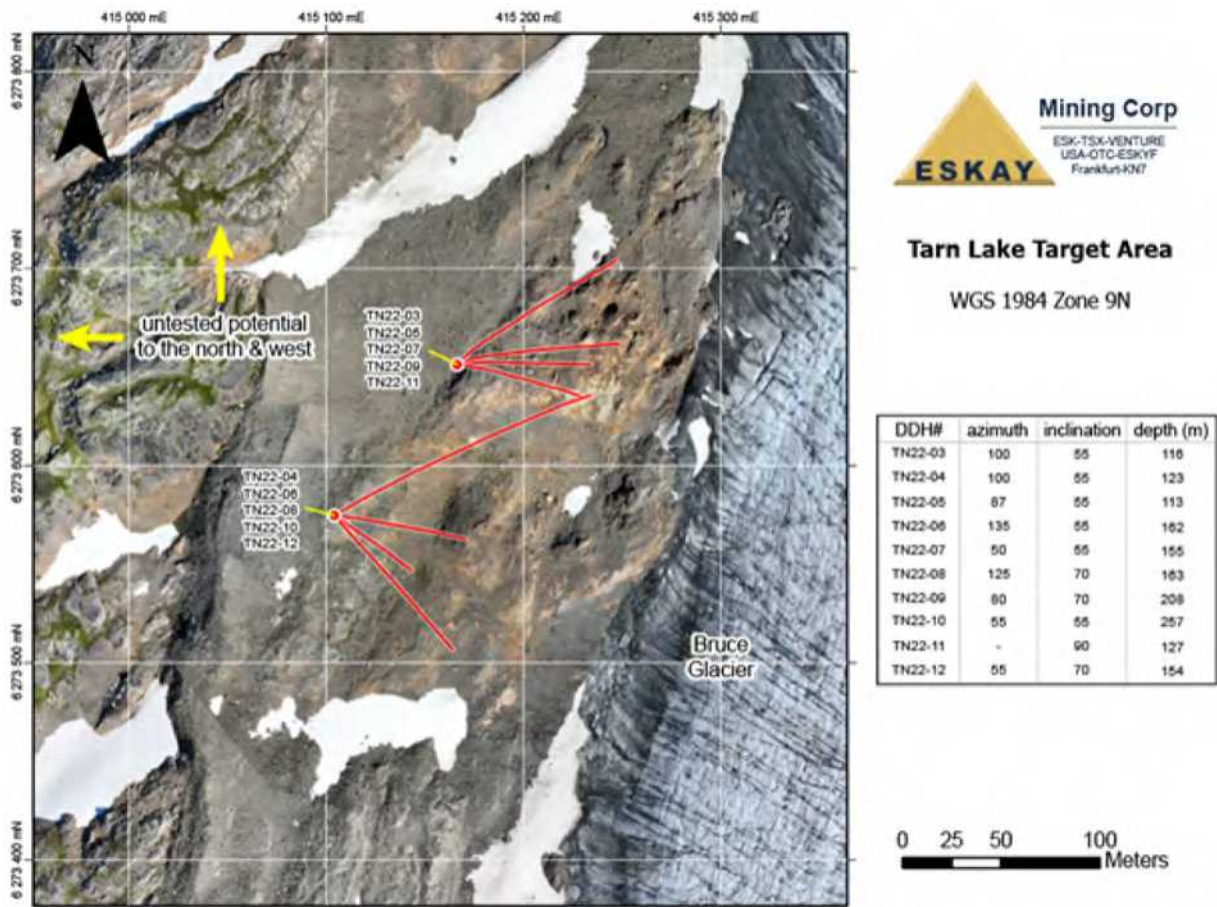 415 000 mE 415 100 mE 415 200 mE 415 300 mE
6 273 800 mN
6 273 700 mN
6 273 600 mN
6 273 500 mN
6 273 400 mN
N
untested potential
to the north & west
TN22-03
TN22-05
TN22-07
TN22-09
TN22-11
TN22-04
TN22-06
TN22-08
TN22-10
TN22-12
Bruce
Glacier
ESKAY
Mining Corp
ESK-TSX-VENTURE
USA-OTC-ESKYF
Frankfurt-KN7
Tarn Lake Target Area
WGS 1984 Zone 9N
DDH# azimuth inclination depth (m)
TN22-03 100 55 116
TN22-04 100 55 123
TN22-05 87 55 113
TN22-06 135 55 162
TN22-07 50 55 155
TN22-08 125 70 163
TN22-09 80 70 208
TN22-10 55 55 257
TN22-11 - 90 127
TN22-12 55 70 154
0 25 50 100
Meters